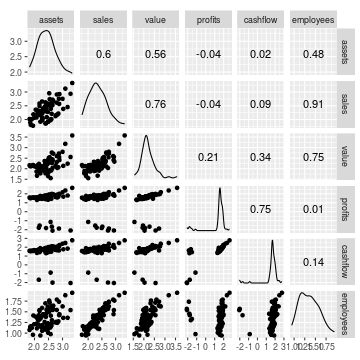 assets sales value profits cashflow employees
3.0
2.5
2.0
0.6 0.56 -0.04 0.02 0.48
assets
3.0
2.5
2.0
0.76 -0.04 0.09 0.91
sales
3.5
3.0
2.5
2.0
1.5
0.21 0.34 0.75
value
2
1
0
-1
-2
0.75 0.01
profits
3
2
1
0
-1
-2
0.14
cashflow
1.75
1.50
1.25
1.00
employees
2.0 2.5 3.0 2.0 2.5 3.0 1.5 2.0 2.5 3.0 3.5 -2 -1 0 1 2 -2 -1 0 1 2 3 1.00 1.25 1.50 1.75